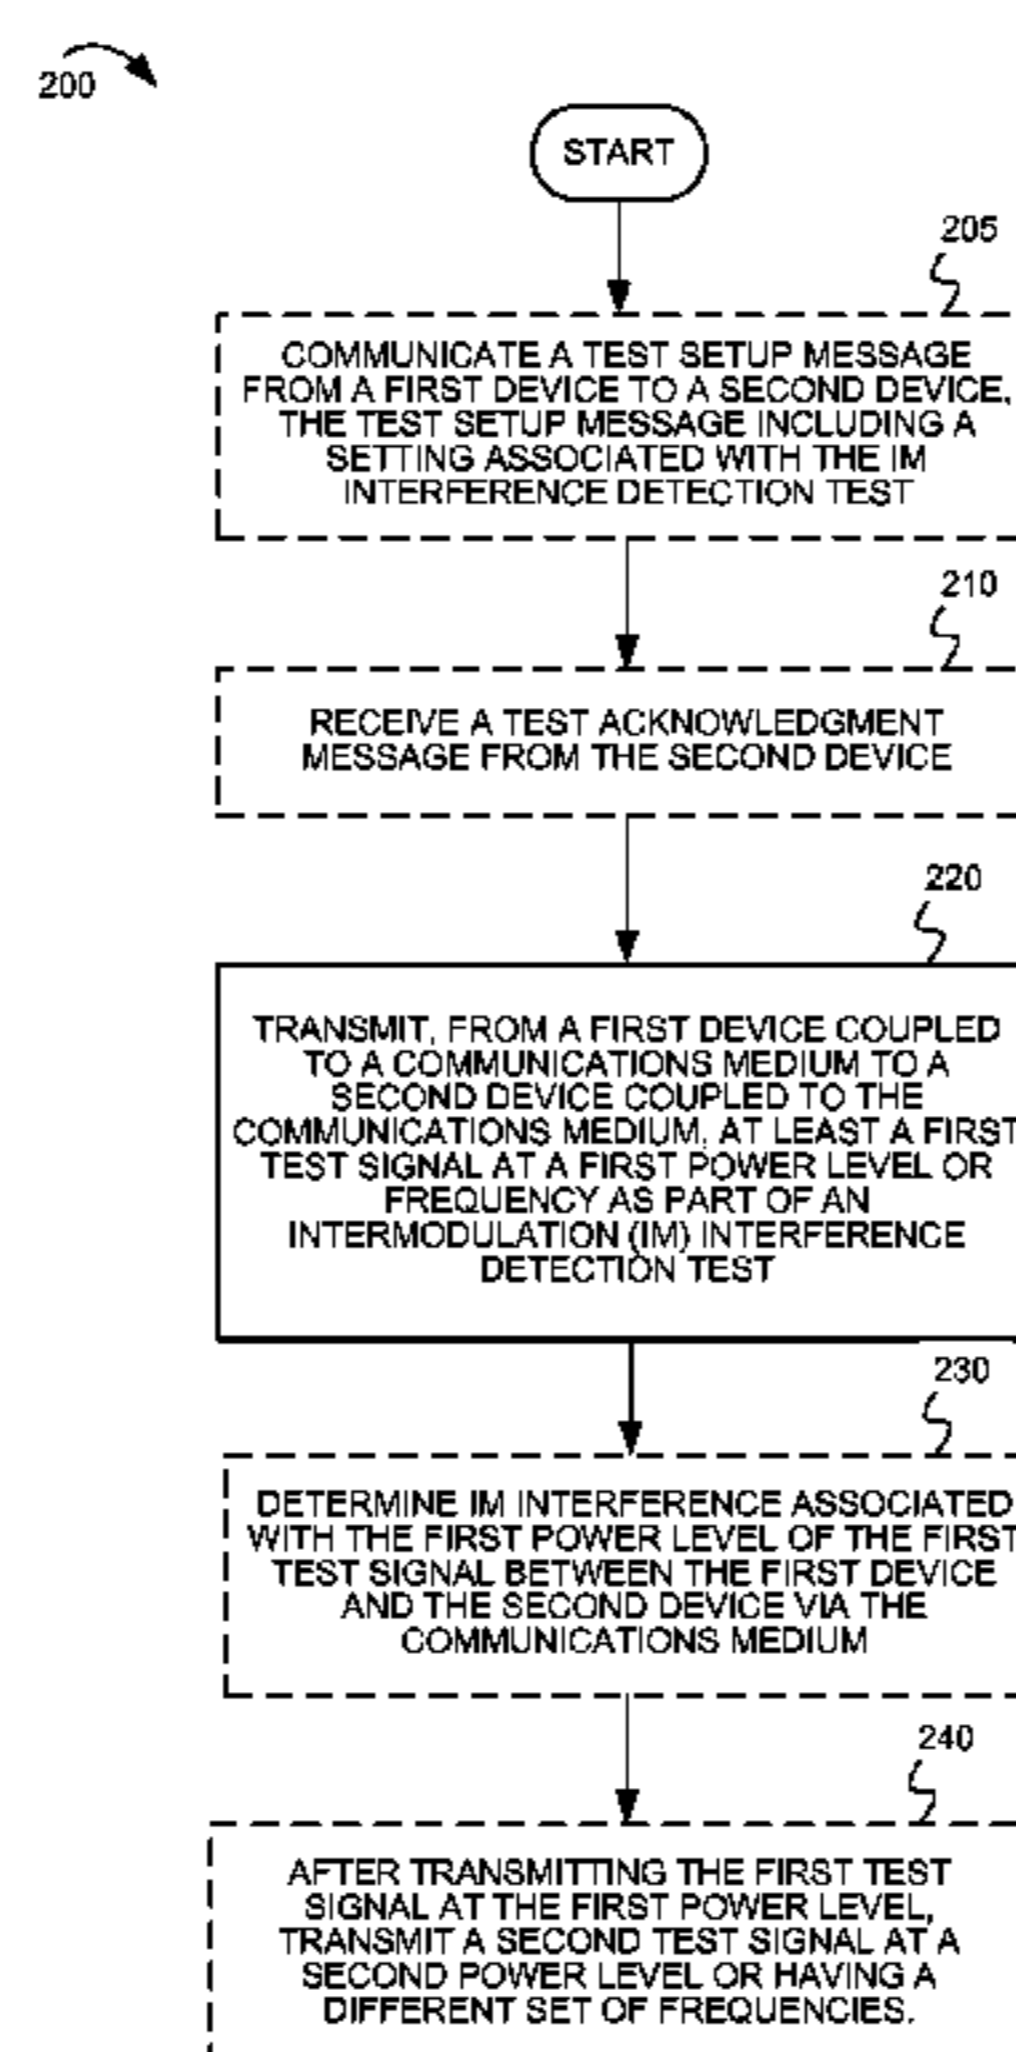 200
START
205
COMMUNICATE A TEST SETUP MESSAGE
FROM A FIRST DEVICE TO A SECOND DEVICE,
THE TEST SETUP MESSAGE INCLUDING A
SETTING ASSOCIATED WITH THE IM
INTERFERENCE DETECTION TEST
210
RECEIVE A TEST ACKNOWLEDGMENT
MESSAGE FROM THE SECOND DEVICE
220
TRANSMIT, FROM A FIRST DEVICE COUPLED
TO A COMMUNICATIONS MEDIUM TO A
SECOND DEVICE COUPLED TO THE
COMMUNICATIONS MEDIUM, AT LEAST A FIRST
TEST SIGNAL AT A FIRST POWER LEVEL OR
FREQUENCY AS PART OF AN
INTERMODULATION (IM) INTERFERENCE
DETECTION TEST
230
DETERMINE IM INTERFERENCE ASSOCIATED
WITH THE FIRST POWER LEVEL OF THE FIRST
TEST SIGNAL BETWEEN THE FIRST DEVICE
AND THE SECOND DEVICE VIA THE
COMMUNICATIONS MEDIUM
240
AFTER TRANSMITTING THE FIRST TEST
SIGNAL AT THE FIRST POWER LEVEL,
TRANSMIT A SECOND TEST SIGNAL AT A
SECOND POWER LEVEL OR HAVING A
DIFFERENT SET OF FREQUENCIES.